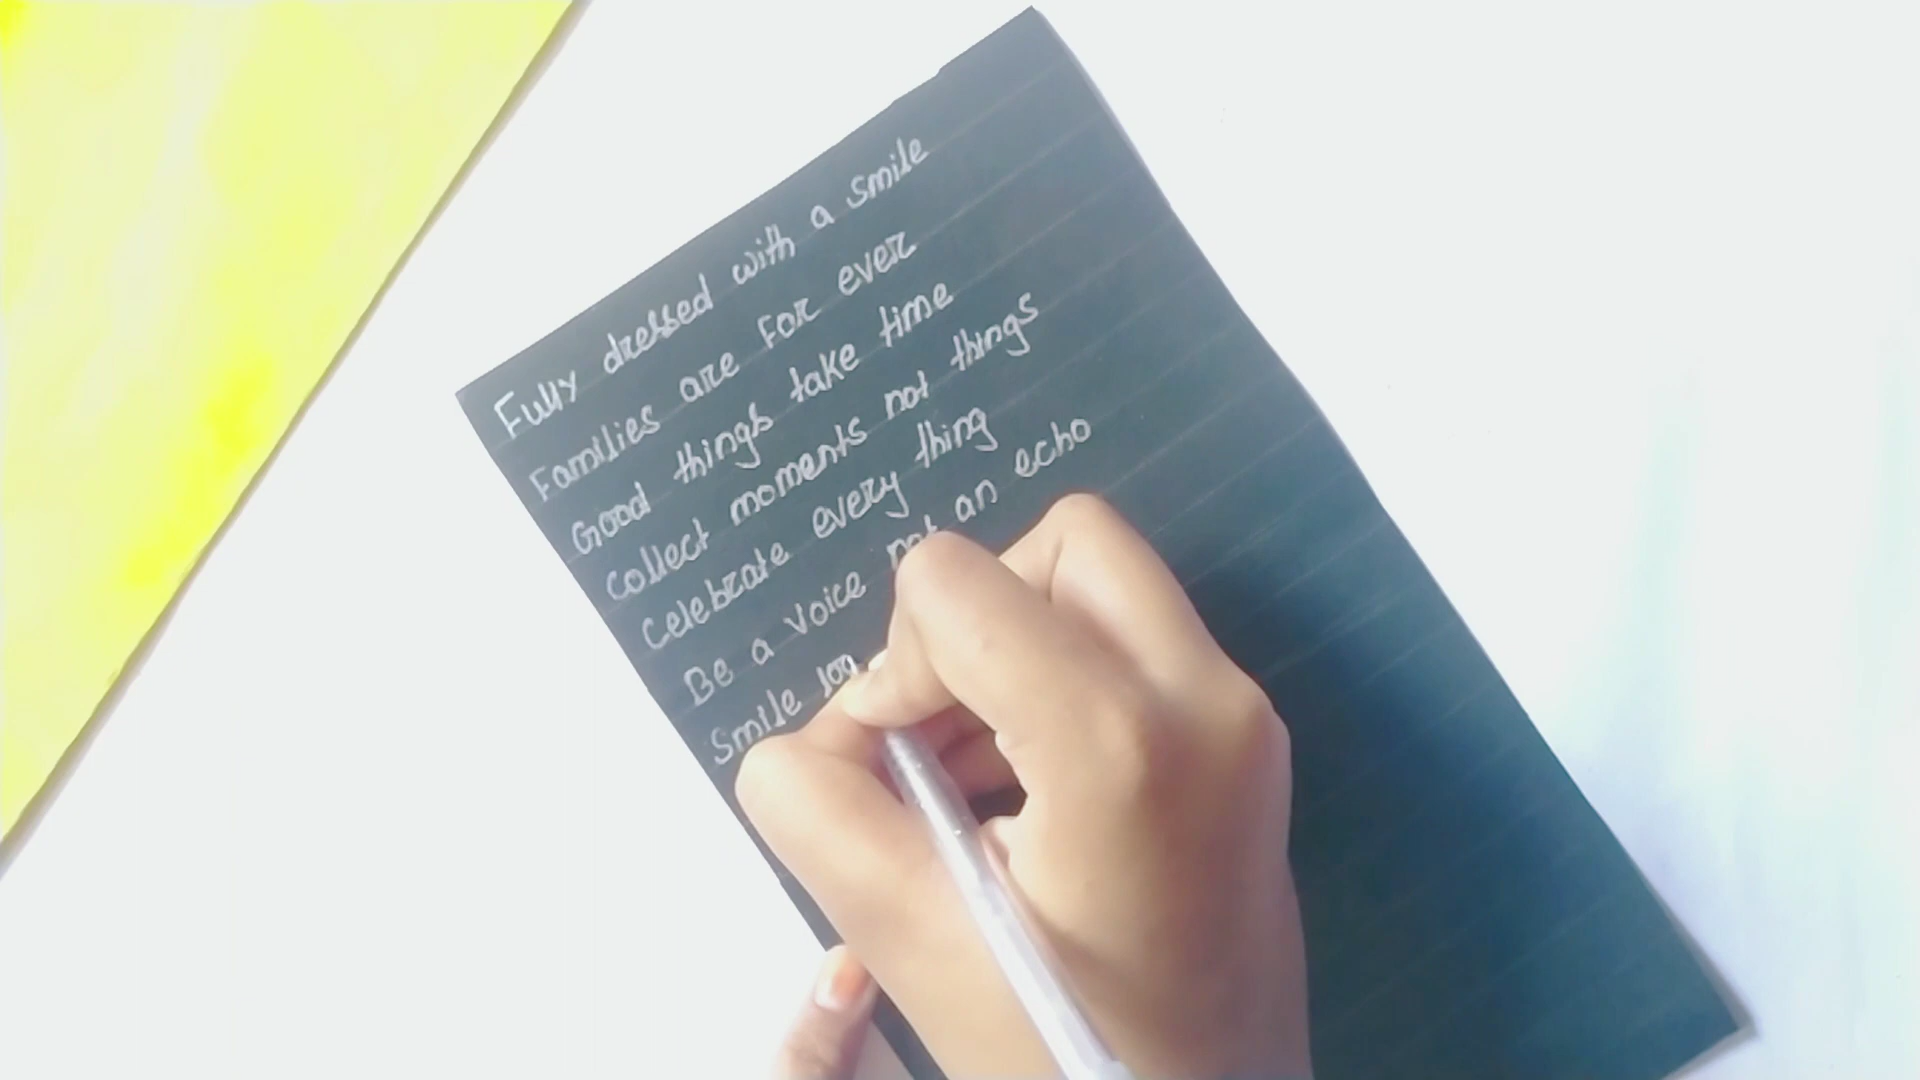 Fully dressed with a smile
Families are For ever
Good things take time
Collect moments not things
Celebrate every thing
Be a voice not an echo
Smile